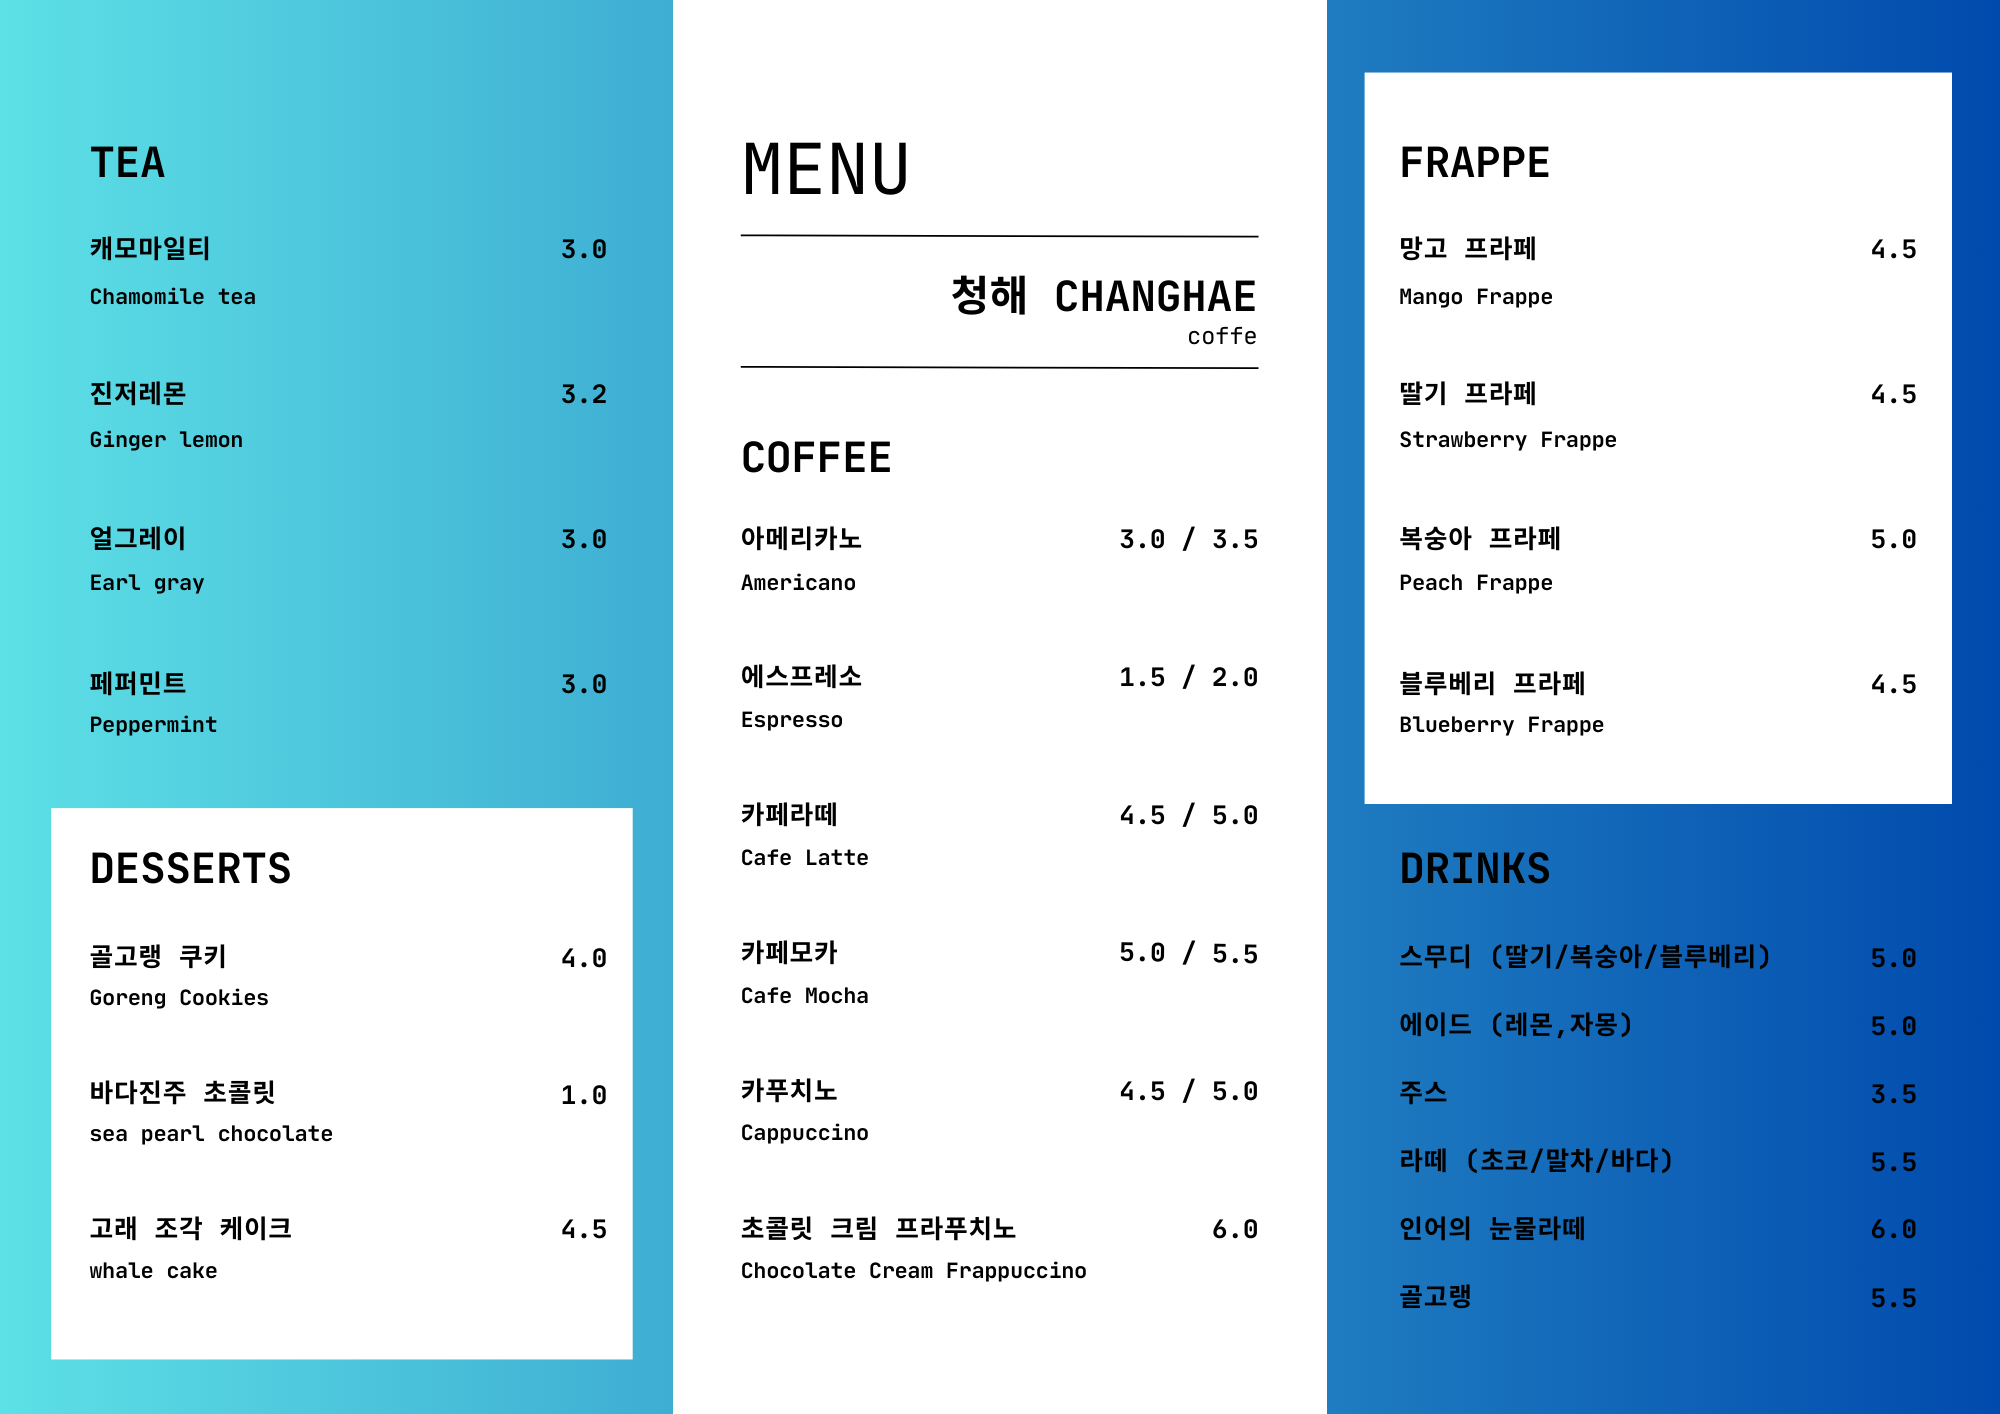 TEA
캐모마일티 3.0
Chamomile tea
진저레몬 3.2
Ginger lemon
얼그레이 3.0
Earl gray
페퍼민트 3.0
Peppermint
DESSERTS
골고랭 쿠키 4.0
Goreng Cookies
바다진주 초콜릿 1.0
sea pearl chocolate
고래 조각 케이크 4.5
whale cake
MENU
청해 CHANGHAE
coffe
COFFEE
아메리카노 3.0 / 3.5
Americano
에스프레소 1.5 / 2.0
Espresso
카페라떼 4.5 / 5.0
Cafe Latte
카페모카 5.0 / 5.5
Cafe Mocha
카푸치노 4.5 / 5.0
Cappuccino
초콜릿 크림 프라푸치노 6.0
Chocolate Cream Frappuccino
FRAPPE
망고 프라페 4.5
Mango Frappe
딸기 프라페 4.5
Strawberry Frappe
복숭아 프라페 5.0
Peach Frappe
블루베리 프라페 4.5
Blueberry Frappe
DRINKS
스무디 (딸기/복숭아/블루베리) 5.0
에이드 (레몬,자몽) 5.0
주스 3.5
라떼 (초코/말차/바다) 5.5
인어의 눈물라떼 6.0
골고랭 5.5